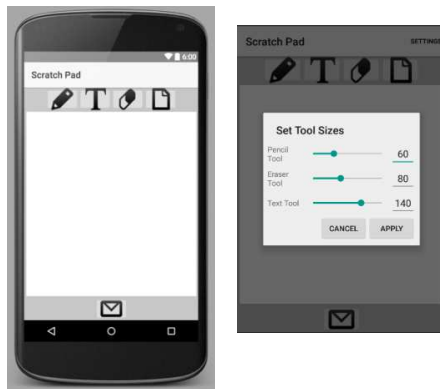 6:00
Scratch Pad
T
Scratch Pad
SETTINGS
T
Set Tool Sizes
Pencil
Tool
60
Eraser
Tool
80
Text Tool
140
CANCEL APPLY